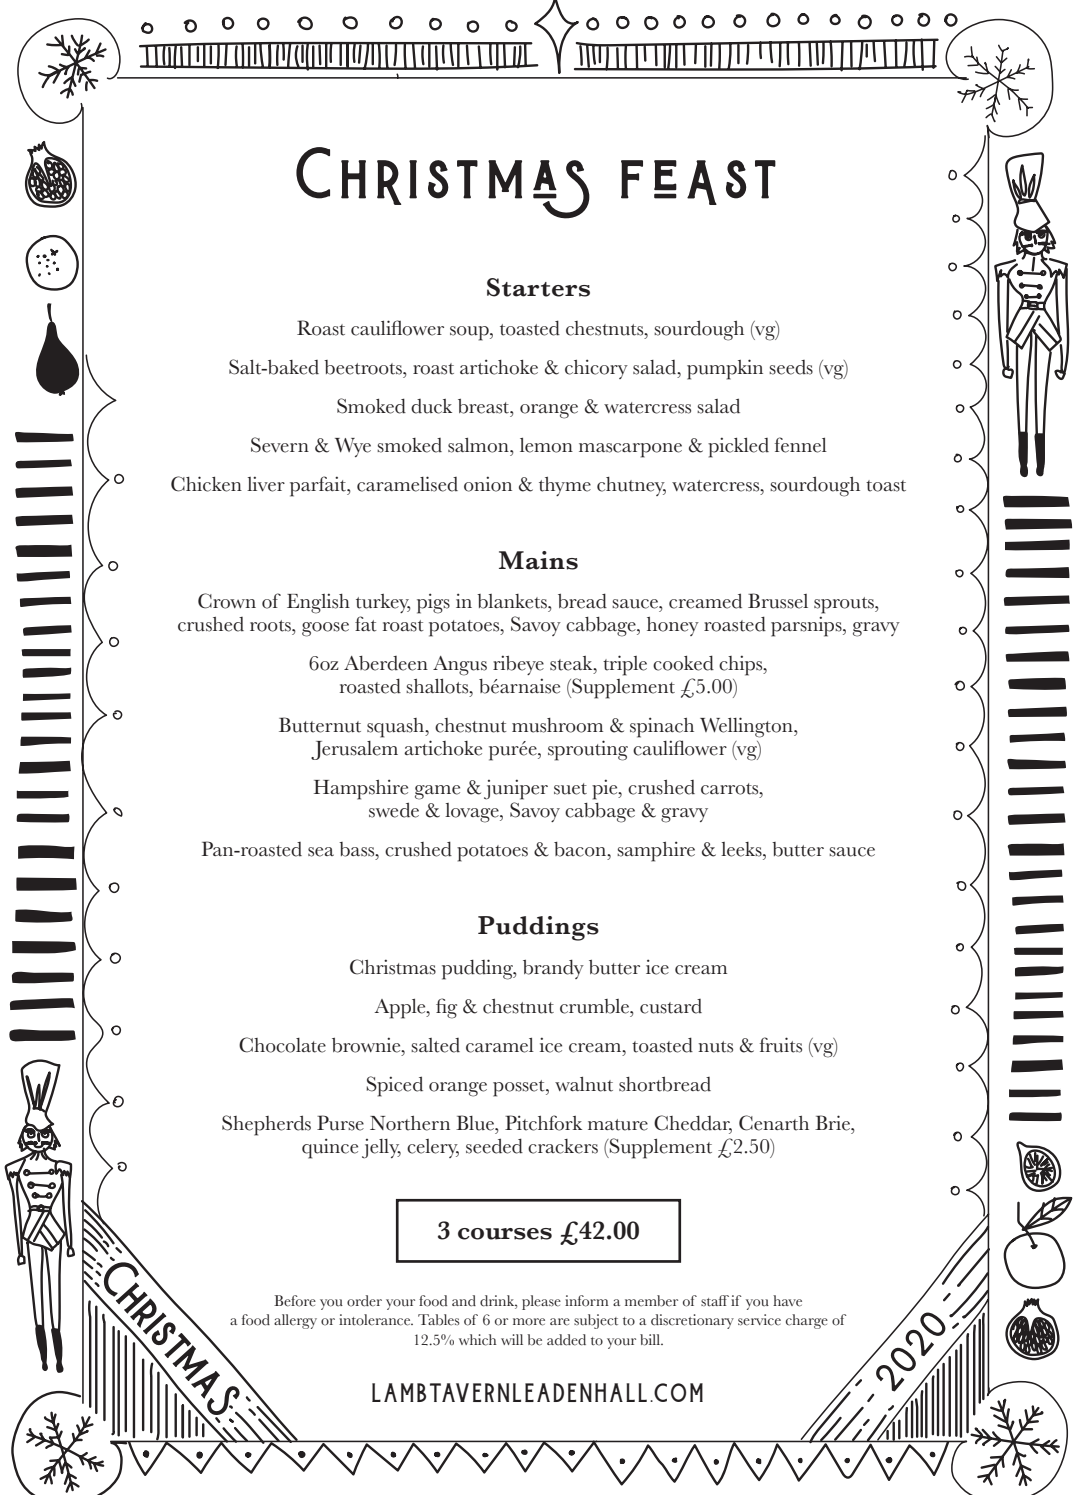 CHRISTMAS FEAST
Starters
Roast cauliflower soup, toasted chestnuts, sourdough (vg)
Salt-baked beetroots, roast artichoke & chicory salad, pumpkin seeds (vg)
Smoked duck breast, orange & watercress salad
Severn & Wye smoked salmon, lemon mascarpone & pickled fennel
Chicken liver parfait, caramelised onion & thyme chutney, watercress, sourdough toast
Mains
Crown of English turkey, pigs in blankets, bread sauce, creamed Brussel sprouts,
crushed roots, goose fat roast potatoes, Savoy cabbage, honey roasted parsnips, gravy
6oz Aberdeen Angus ribeye steak, triple cooked chips,
roasted shallots, béarnaise (Supplement £5.00)
Butternut squash, chestnut mushroom & spinach Wellington,
Jerusalem artichoke purée, sprouting cauliflower (vg)
Hampshire game & juniper suet pie, crushed carrots,
swede & lovage, Savoy cabbage & gravy
Pan-roasted sea bass, crushed potatoes & bacon, samphire & leeks, butter sauce
Puddings
Christmas pudding, brandy butter ice cream
Apple, fig & chestnut crumble, custard
Chocolate brownie, salted caramel ice cream, toasted nuts & fruits (vg)
Spiced orange posset, walnut shortbread
Shepherds Purse Northern Blue, Pitchfork mature Cheddar, Cenarth Brie,
quince jelly, celery, seeded crackers (Supplement £2.50)
3 courses £42.00
Before you order your food and drink, please inform a member of staff if you have
a food allergy or intolerance. Tables of 6 or more are subject to a discretionary service charge of
12.5% which will be added to your bill.
CHRISTMAS
2020
LAMBTAVERNLEADENHALL.COM